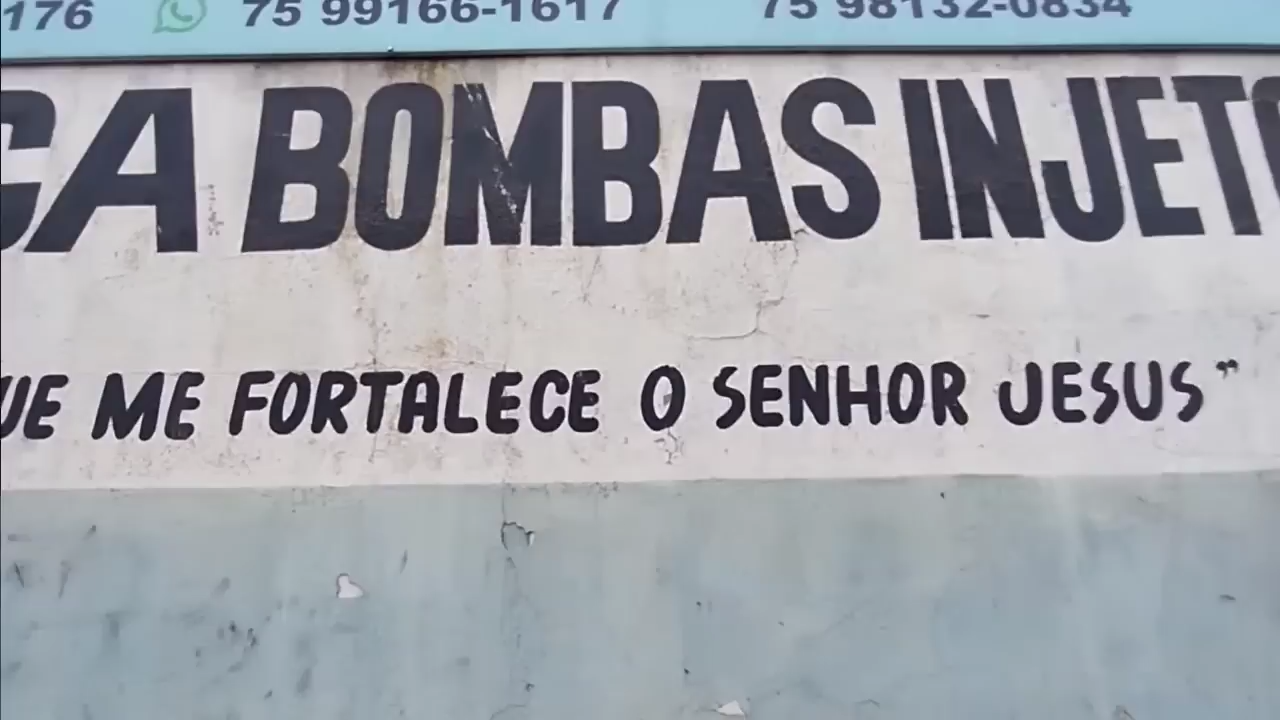 176 75 99166-1617 75 98132-0834
CA BOMBAS INJETO
UE ME FORTALECE O SENHOR JESUS"